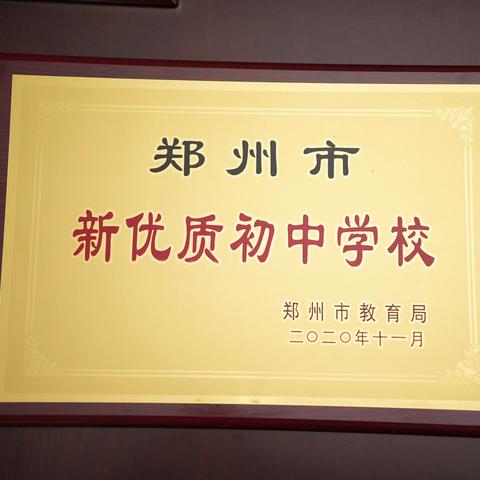 郑州市
新优质初中学校
郑州市教育局
二〇二〇年十一月